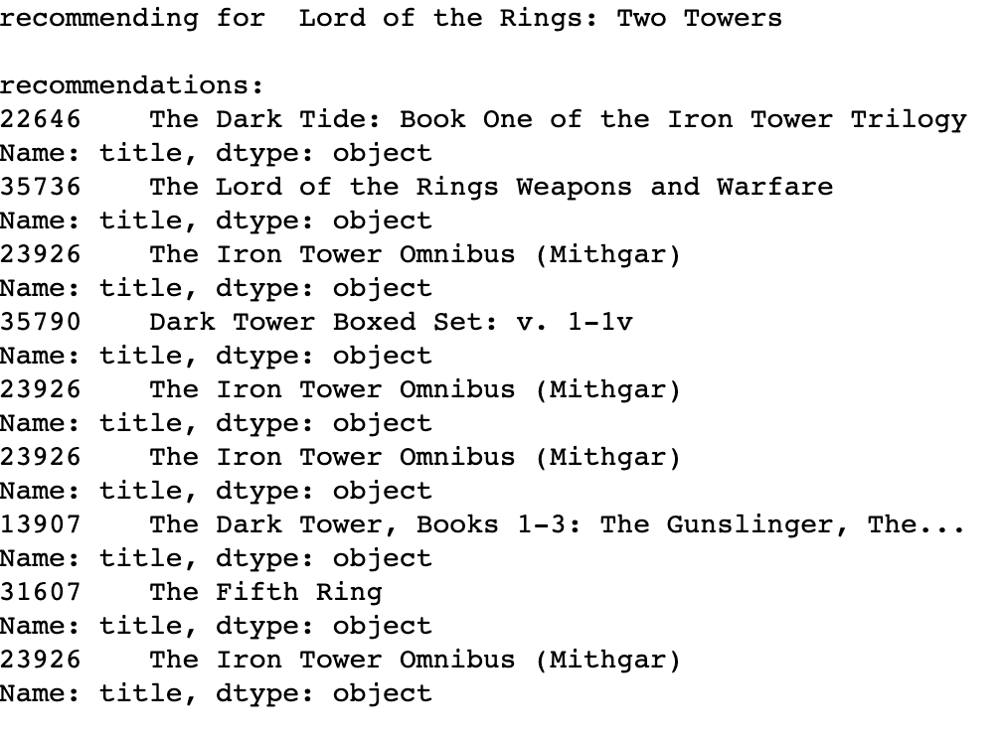 recommending for  Lord of the Rings: Two Towers
recommendations:
22646    The Dark Tide: Book One of the Iron Tower Trilogy
Name: title, dtype: object
35736    The Lord of the Rings Weapons and Warfare
Name: title, dtype: object
23926    The Iron Tower Omnibus (Mithgar)
Name: title, dtype: object
35790    Dark Tower Boxed Set: v. 1-1v
Name: title, dtype: object
23926    The Iron Tower Omnibus (Mithgar)
Name: title, dtype: object
23926    The Iron Tower Omnibus (Mithgar)
Name: title, dtype: object
13907    The Dark Tower, Books 1-3: The Gunslinger, The...
Name: title, dtype: object
31607    The Fifth Ring
Name: title, dtype: object
23926    The Iron Tower Omnibus (Mithgar)
Name: title, dtype: object